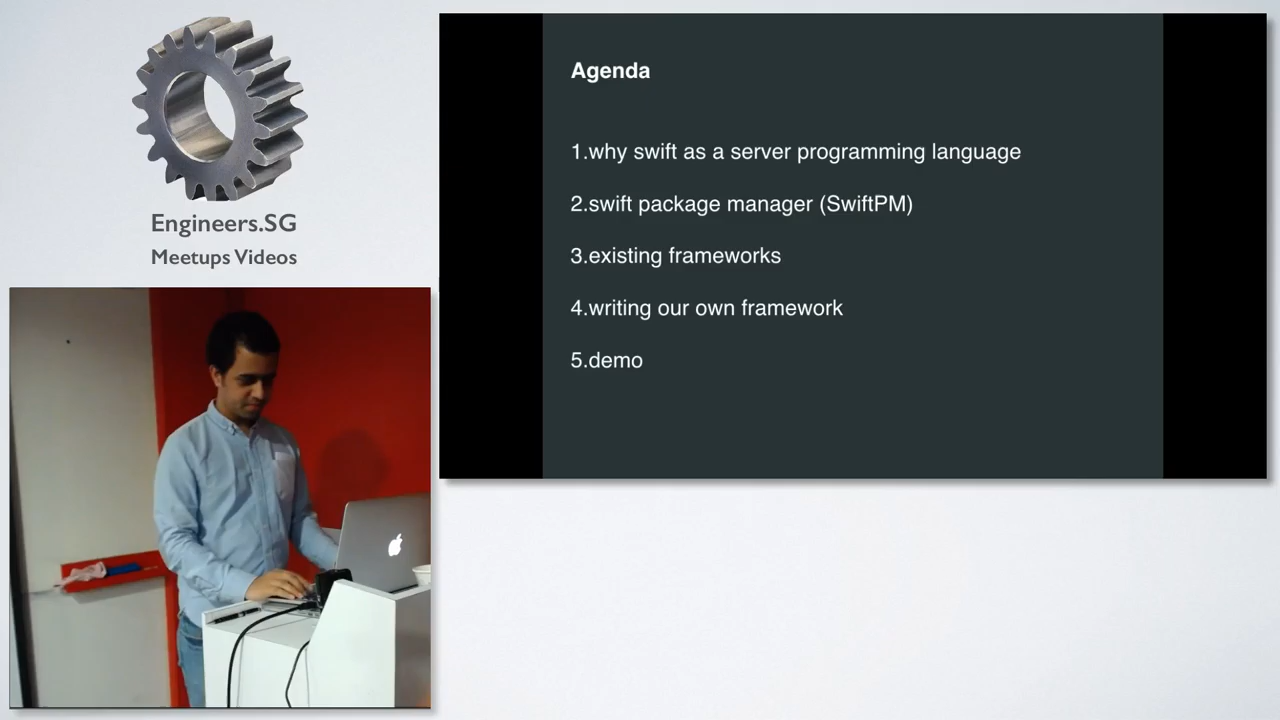 Engineers.SG
Meetups Videos
Agenda
1.why swift as a server programming language
2.swift package manager (SwiftPM)
3.existing frameworks
4.writing our own framework
5.demo